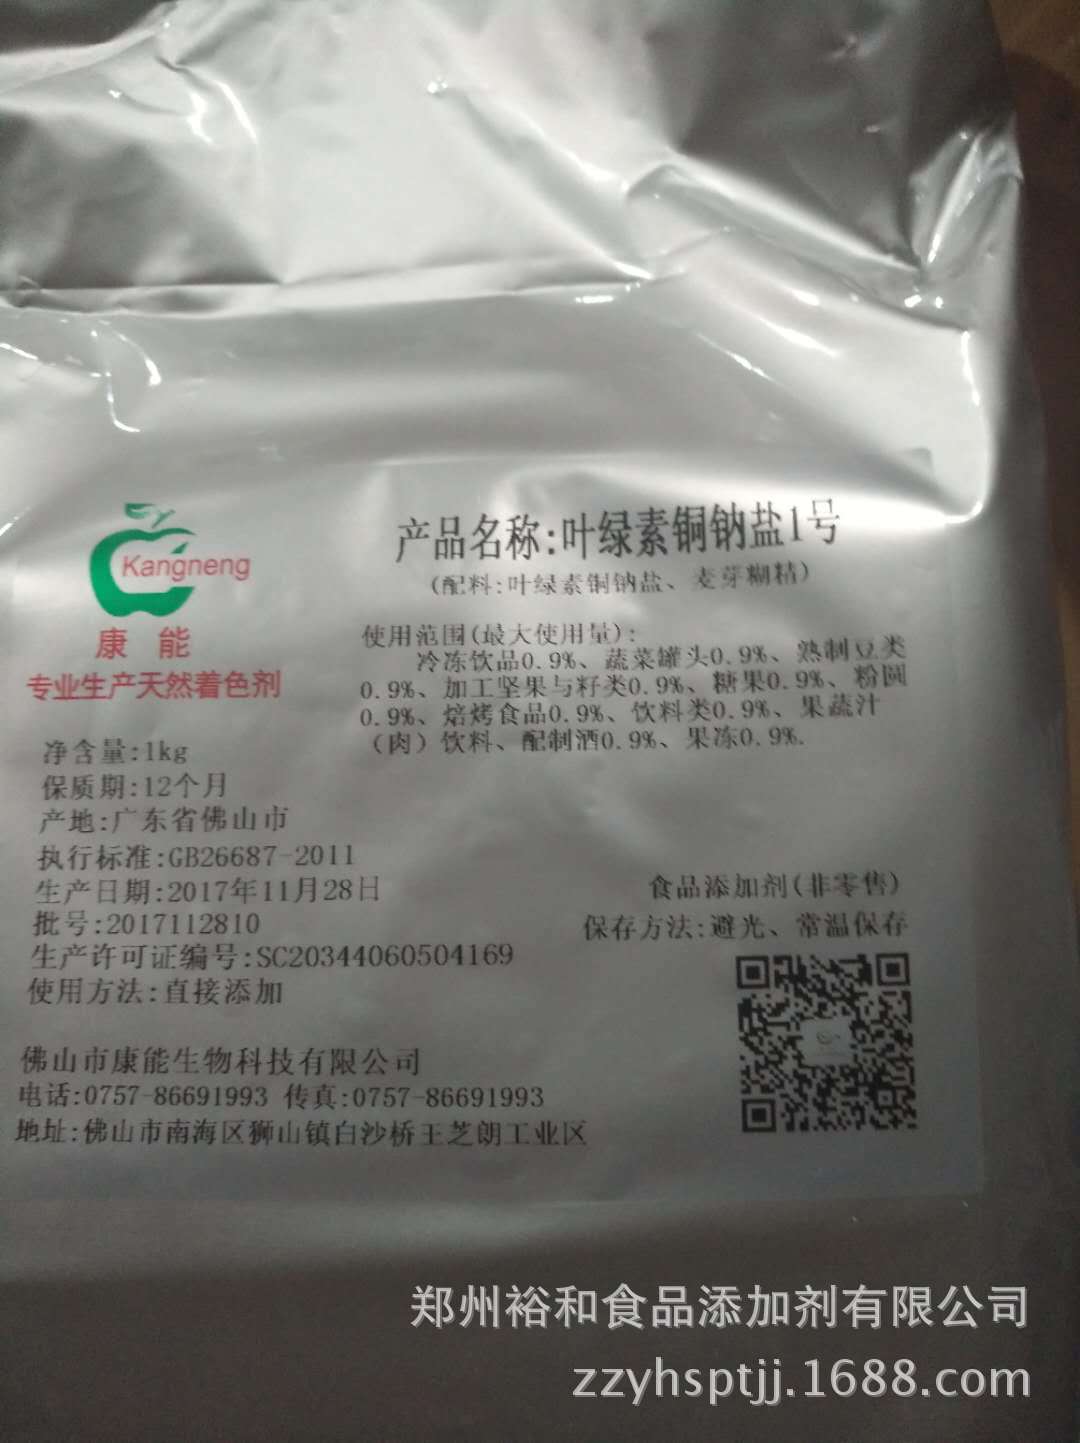 Kangneng
康能
专业生产天然着色剂
产品名称:叶绿素铜钠盐1号
(配料:叶绿素铜钠盐、麦芽糊精)
使用范围(最大使用量):
冷冻饮品0.9%、蔬菜罐头0.9%、熟制豆类
0.9%、加工坚果与籽类0.9%、糖果0.9%、粉圆
0.9%、焙烤食品0.9%、饮料类0.9%、果蔬汁
(肉)饮料、配制酒0.9%、果冻0.9%.
净含量:1kg
保质期:12个月
产地:广东省佛山市
执行标准:GB26687-2011
生产日期:2017年11月28日
批号:2017112810
生产许可证编号:SC20344060504169
使用方法:直接添加
食品添加剂(非零售)
保存方法:避光、常温保存
佛山市康能生物科技有限公司
电话:0757-86691993 传真:0757-86691993
地址:佛山市南海区狮山镇白沙桥王芝朗工业区
郑州裕和食品添加剂有限公司
zzyhsptjj.1688.com